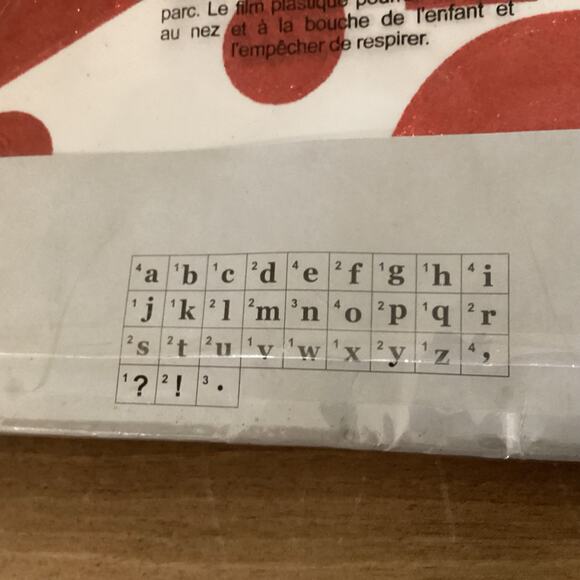 parc. Le film plastique
au nez et à la bouche de l'enfant et
l'empêcher de respirer.
4a 1b 1c 2d 4e 2f 1g 1h 4i
1j 1k 2l 2m 3n 4o 2p 1q 2r
2s 2t 2u 1v 1w 1x 2y 1z 4,
1? 2! 3.